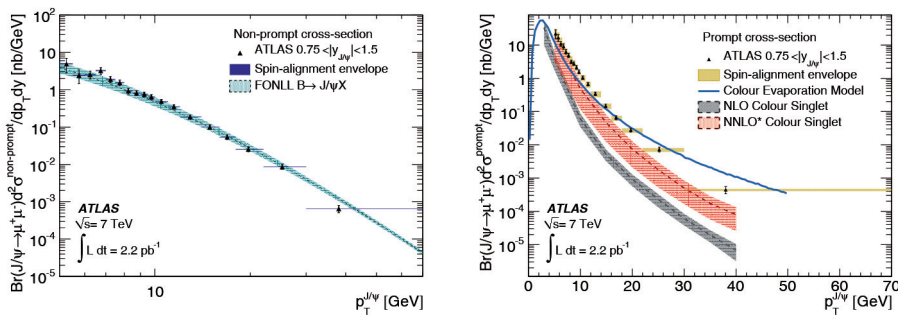 Br(J/ψ→μ⁺μ⁻)d²σ^non-prompt/dp_T dy [nb/GeV]
10
1
10⁻¹
10⁻²
10⁻³
10⁻⁴
10⁻⁵
Non-prompt cross-section
ATLAS 0.75 <|y_J/ψ|<1.5
Spin-alignment envelope
FONLL B→ J/ψX
ATLAS
√s= 7 TeV
∫L dt = 2.2 pb⁻¹
10
p_T^J/ψ [GeV]
Br(J/ψ→μ⁺μ⁻)d²σ^prompt/dp_T dy [nb/GeV]
10
1
10⁻¹
10⁻²
10⁻³
10⁻⁴
10⁻⁵
Prompt cross-section
ATLAS 0.75 <|y_J/ψ|<1.5
Spin-alignment envelope
Colour Evaporation Model
NLO Colour Singlet
NNLO* Colour Singlet
ATLAS
√s= 7 TeV
∫L dt = 2.2 pb⁻¹
0 10 20 30 40 50 60 70
p_T^J/ψ [GeV]